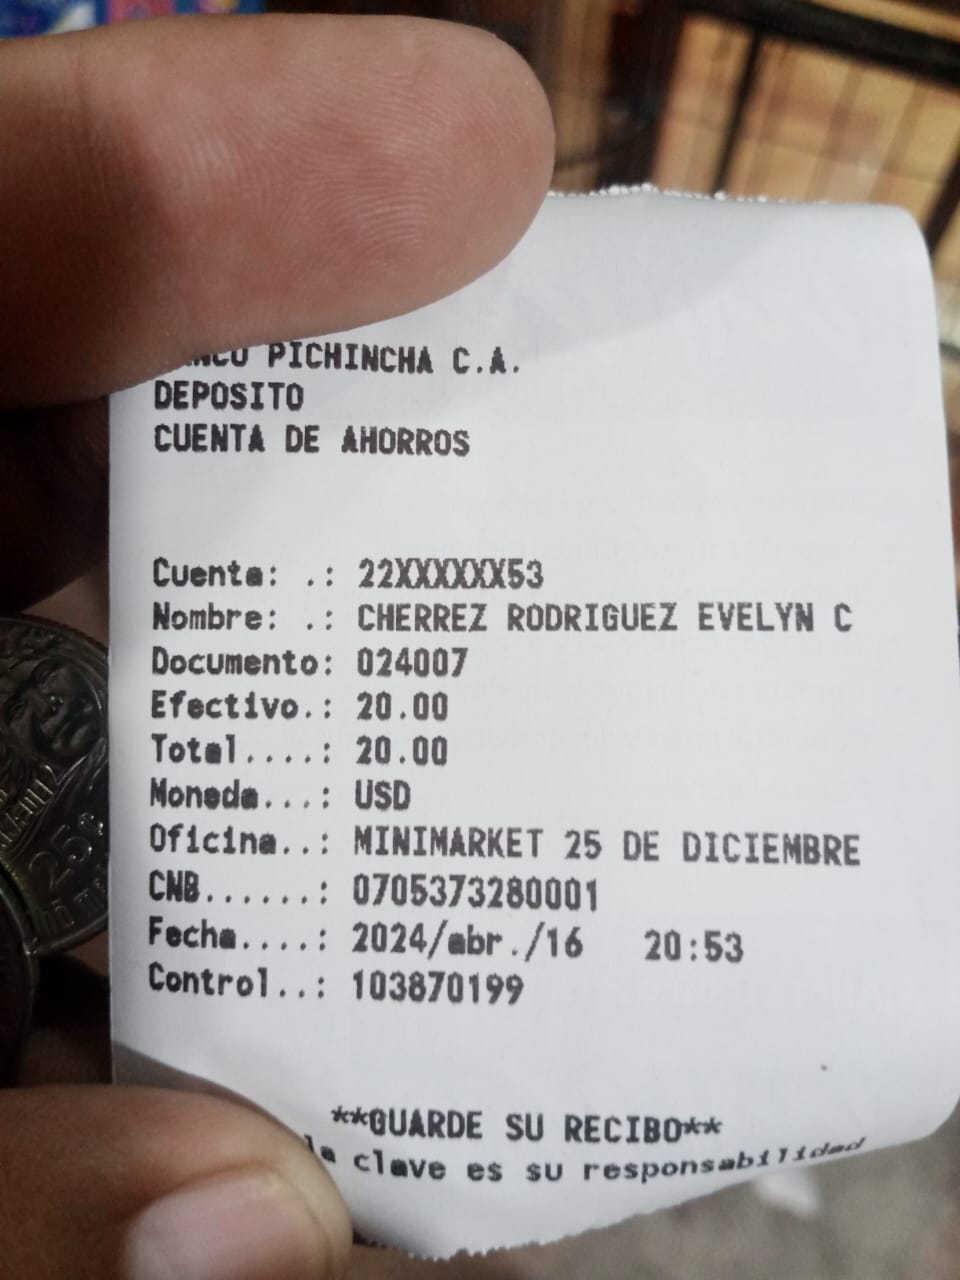 PICHINCHA C.A.
DEPOSITO
CUENTA DE AHORROS
Cuenta: .: 22XXXXXX53
Nombre: .: CHERREZ RODRIGUEZ EVELYN C
Documento: 024007
Efectivo.: 20.00
Total....: 20.00
Moneda...: USD
Oficina..: MINIMARKET 25 DE DICIEMBRE
CNB......: 0705373280001
Fecha....: 2024/abr./16 20:53
Control..: 103870199
**GUARDE SU RECIBO**
la clave es su responsabilidad
25